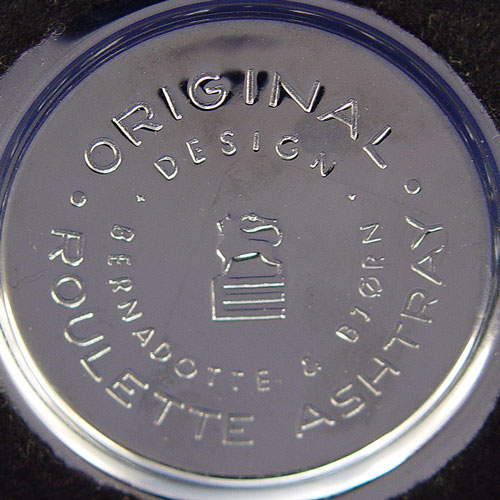 ORIGINAL
DESIGN
BERNADOTTE & BJØRN
ROULETTE ASHTRAY